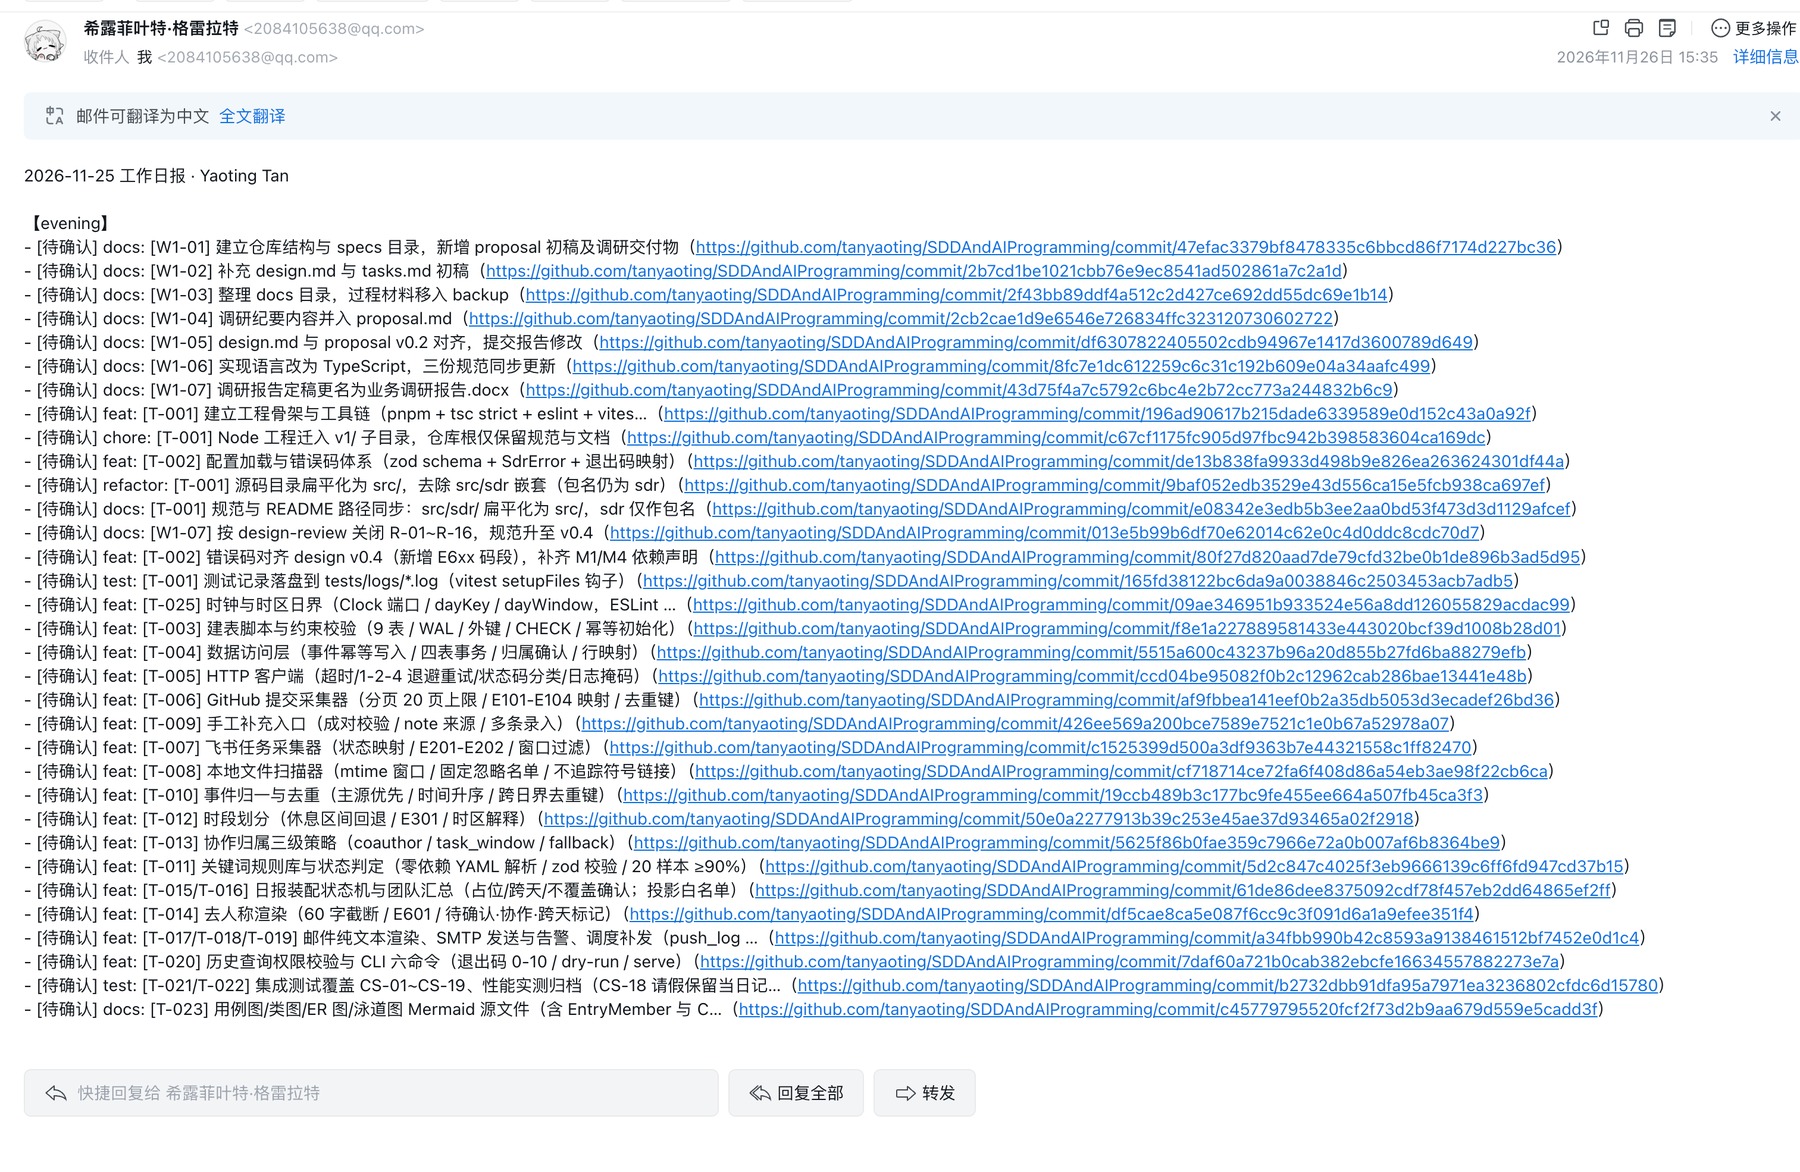 希露菲叶特·格雷拉特 <2084105638@qq.com>
更多操作
收件人 我 <2084105638@qq.com>
2026年11月26日 15:35 详细信息
邮件可翻译为中文 全文翻译
2026-11-25 工作日报 · Yaoting Tan
【evening】
- [待确认] docs: [W1-01] 建立仓库结构与 specs 目录，新增 proposal 初稿及调研交付物（https://github.com/tanyaoting/SDDAndAIProgramming/commit/47efac3379bf8478335c6bbcd86f7174d227bc36）
- [待确认] docs: [W1-02] 补充 design.md 与 tasks.md 初稿（https://github.com/tanyaoting/SDDAndAIProgramming/commit/2b7cd1be1021cbb76e9ec8541ad502861a7c2a1d）
- [待确认] docs: [W1-03] 整理 docs 目录，过程材料移入 backup（https://github.com/tanyaoting/SDDAndAIProgramming/commit/2f43bb89ddf4a512c2d427ce692dd55dc69e1b14）
- [待确认] docs: [W1-04] 调研纪要内容并入 proposal.md（https://github.com/tanyaoting/SDDAndAIProgramming/commit/2cb2cae1d9e6546e726834ffc323120730602722）
- [待确认] docs: [W1-05] design.md 与 proposal v0.2 对齐，提交报告修改（https://github.com/tanyaoting/SDDAndAIProgramming/commit/df6307822405502cdb94967e1417d3600789d649）
- [待确认] docs: [W1-06] 实现语言改为 TypeScript，三份规范同步更新（https://github.com/tanyaoting/SDDAndAIProgramming/commit/8fc7e1dc612259c6c31c192b609e04a34aafc499）
- [待确认] docs: [W1-07] 调研报告定稿更名为业务调研报告.docx（https://github.com/tanyaoting/SDDAndAIProgramming/commit/43d75f4a7c5792c6bc4e2b72cc773a244832b6c9）
- [待确认] feat: [T-001] 建立工程骨架与工具链（pnpm + tsc strict + eslint + vites...（https://github.com/tanyaoting/SDDAndAIProgramming/commit/196ad90617b215dade6339589e0d152c43a0a92f）
- [待确认] chore: [T-001] Node 工程迁入 v1/ 子目录，仓库根仅保留规范与文档（https://github.com/tanyaoting/SDDAndAIProgramming/commit/c67cf1175fc905d97fbc942b398583604ca169dc）
- [待确认] feat: [T-002] 配置加载与错误码体系（zod schema + SdrError + 退出码映射）（https://github.com/tanyaoting/SDDAndAIProgramming/commit/de13b838fa9933d498b9e826ea263624301df44a）
- [待确认] refactor: [T-001] 源码目录扁平化为 src/，去除 src/sdr 嵌套（包名仍为 sdr）（https://github.com/tanyaoting/SDDAndAIProgramming/commit/9baf052edb3529e43d556ca15e5fcb938ca697ef）
- [待确认] docs: [T-001] 规范与 README 路径同步：src/sdr/ 扁平化为 src/，sdr 仅作包名（https://github.com/tanyaoting/SDDAndAIProgramming/commit/e08342e3edb5b3ee2aa0bd53f473d3d1129afcef）
- [待确认] docs: [W1-07] 按 design-review 关闭 R-01~R-16，规范升至 v0.4（https://github.com/tanyaoting/SDDAndAIProgramming/commit/013e5b99b6df70e62014c62e0c4d0ddc8cdc70d7）
- [待确认] feat: [T-002] 错误码对齐 design v0.4（新增 E6xx 码段），补齐 M1/M4 依赖声明（https://github.com/tanyaoting/SDDAndAIProgramming/commit/80f27d820aad7de79cfd32be0b1de896b3ad5d95）
- [待确认] test: [T-001] 测试记录落盘到 tests/logs/*.log（vitest setupFiles 钩子）（https://github.com/tanyaoting/SDDAndAIProgramming/commit/165fd38122bc6da9a0038846c2503453acb7adb5）
- [待确认] feat: [T-025] 时钟与时区日界（Clock 端口 / dayKey / dayWindow，ESLint ...（https://github.com/tanyaoting/SDDAndAIProgramming/commit/09ae346951b933524e56a8dd126055829acdac99）
- [待确认] feat: [T-003] 建表脚本与约束校验（9 表 / WAL / 外键 / CHECK / 幂等初始化）（https://github.com/tanyaoting/SDDAndAIProgramming/commit/f8e1a227889581433e443020bcf39d1008b28d01）
- [待确认] feat: [T-004] 数据访问层（事件幂等写入 / 四表事务 / 归属确认 / 行映射）（https://github.com/tanyaoting/SDDAndAIProgramming/commit/5515a600c43237b96a20d855b27fd6ba88279efb）
- [待确认] feat: [T-005] HTTP 客户端（超时/1-2-4 退避重试/状态码分类/日志掩码）（https://github.com/tanyaoting/SDDAndAIProgramming/commit/ccd04be95082f0b2c12962cab286bae13441e48b）
- [待确认] feat: [T-006] GitHub 提交采集器（分页 20 页上限 / E101-E104 映射 / 去重键）（https://github.com/tanyaoting/SDDAndAIProgramming/commit/af9fbbea141eef0b2a35db5053d3ecadef26bd36）
- [待确认] feat: [T-009] 手工补充入口（成对校验 / note 来源 / 多条录入）（https://github.com/tanyaoting/SDDAndAIProgramming/commit/426ee569a200bce7589e7521c1e0b67a52978a07）
- [待确认] feat: [T-007] 飞书任务采集器（状态映射 / E201-E202 / 窗口过滤）（https://github.com/tanyaoting/SDDAndAIProgramming/commit/c1525399d500a3df9363b7e44321558c1ff82470）
- [待确认] feat: [T-008] 本地文件扫描器（mtime 窗口 / 固定忽略名单 / 不追踪符号链接）（https://github.com/tanyaoting/SDDAndAIProgramming/commit/cf718714ce72fa6f408d86a54eb3ae98f22cb6ca）
- [待确认] feat: [T-010] 事件归一与去重（主源优先 / 时间升序 / 跨日界去重键）（https://github.com/tanyaoting/SDDAndAIProgramming/commit/19ccb489b3c177bc9fe455ee664a507fb45ca3f3）
- [待确认] feat: [T-012] 时段划分（休息区间回退 / E301 / 时区解释）（https://github.com/tanyaoting/SDDAndAIProgramming/commit/50e0a2277913b39c253e45ae37d93465a02f2918）
- [待确认] feat: [T-013] 协作归属三级策略（coauthor / task_window / fallback）（https://github.com/tanyaoting/SDDAndAIProgramming/commit/5625f86b0fae359c7966e72a0b007af6b8364be9）
- [待确认] feat: [T-011] 关键词规则库与状态判定（零依赖 YAML 解析 / zod 校验 / 20 样本 ≥90%）（https://github.com/tanyaoting/SDDAndAIProgramming/commit/5d2c847c4025f3eb9666139c6ff6fd947cd37b15）
- [待确认] feat: [T-015/T-016] 日报装配状态机与团队汇总（占位/跨天/不覆盖确认；投影白名单）（https://github.com/tanyaoting/SDDAndAIProgramming/commit/61de86dee8375092cdf78f457eb2dd64865ef2ff）
- [待确认] feat: [T-014] 去人称渲染（60 字截断 / E601 / 待确认·协作·跨天标记）（https://github.com/tanyaoting/SDDAndAIProgramming/commit/df5cae8ca5e087f6cc9c3f091d6a1a9efee351f4）
- [待确认] feat: [T-017/T-018/T-019] 邮件纯文本渲染、SMTP 发送与告警、调度补发（push_log ...（https://github.com/tanyaoting/SDDAndAIProgramming/commit/a34fbb990b42c8593a9138461512bf7452e0d1c4）
- [待确认] feat: [T-020] 历史查询权限校验与 CLI 六命令（退出码 0-10 / dry-run / serve）（https://github.com/tanyaoting/SDDAndAIProgramming/commit/7daf60a721b0cab382ebcfe16634557882273e7a）
- [待确认] test: [T-021/T-022] 集成测试覆盖 CS-01~CS-19、性能实测归档（CS-18 请假保留当日记...（https://github.com/tanyaoting/SDDAndAIProgramming/commit/b2732dbb91dfa95a7971ea3236802cfdc6d15780）
- [待确认] docs: [T-023] 用例图/类图/ER 图/泳道图 Mermaid 源文件（含 EntryMember 与 C...（https://github.com/tanyaoting/SDDAndAIProgramming/commit/c45779795520fcf2f73d2b9aa679d559e5cadd3f）
快捷回复给 希露菲叶特·格雷拉特
回复全部
转发